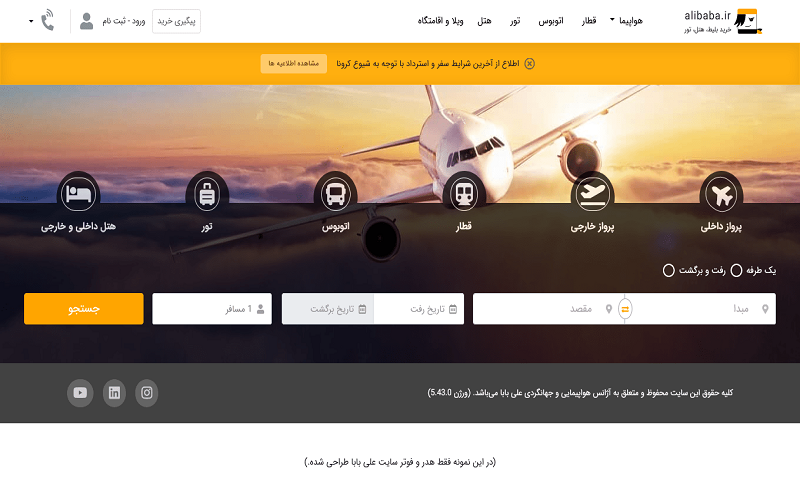 alibaba.ir
خرید بلیط، هتل، تور
هواپیما
قطار
اتوبوس
تور
هتل
ویلا و اقامتگاه
پیگیری خرید
ورود - ثبت نام
اطلاع از آخرین شرایط سفر و استرداد با توجه به شیوع کرونا
مشاهده اطلاعیه ها
پرواز داخلی
پرواز خارجی
قطار
اتوبوس
تور
هتل داخلی و خارجی
یک طرفه
رفت و برگشت
مبدا
مقصد
تاریخ رفت
تاریخ برگشت
1 مسافر
جستجو
کلیه حقوق این سایت محفوظ و متعلق به آژانس هواپیمایی و جهانگردی علی بابا می‌باشد. (ورژن 5.43.0)
(در این نمونه فقط هدر و فوتر سایت علی بابا طراحی شده.)